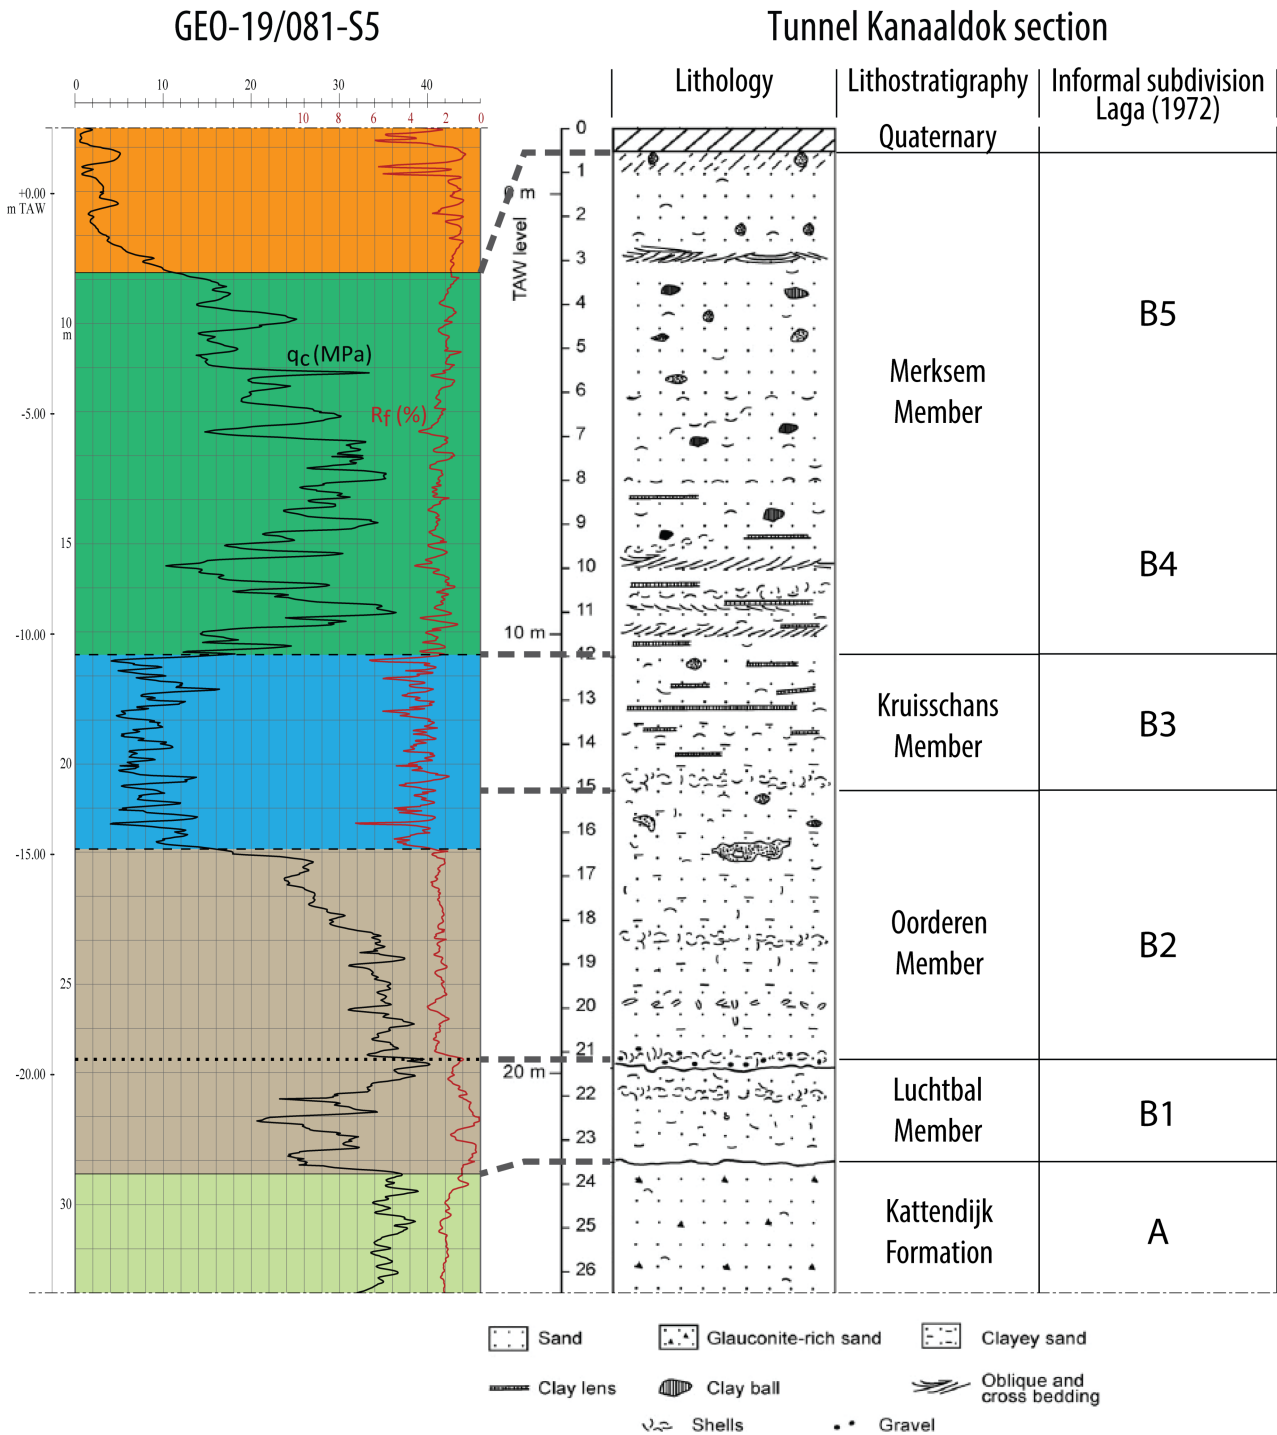 GEO-19/081-S5
Tunnel Kanaaldok section
Lithology
Lithostratigraphy
Informal subdivision
Laga (1972)
0 10 20 30 40
10 8 6 4 2 0
+0.00
m TAW
10
m
-5.00
15
-10.00
20
-15.00
25
-20.00
30
qc (MPa)
Rf (%)
TAW level
0 m
10 m
20 m
0
1
2
3
4
5
6
7
8
9
10
11
12
13
14
15
16
17
18
19
20
21
22
23
24
25
26
Quaternary
Merksem
Member
B5
B4
Kruisschans
Member
B3
Oorderen
Member
B2
Luchtbal
Member
B1
Kattendijk
Formation
A
Sand
Glauconite-rich sand
Clayey sand
Clay lens
Clay ball
Oblique and
cross bedding
Shells
Gravel